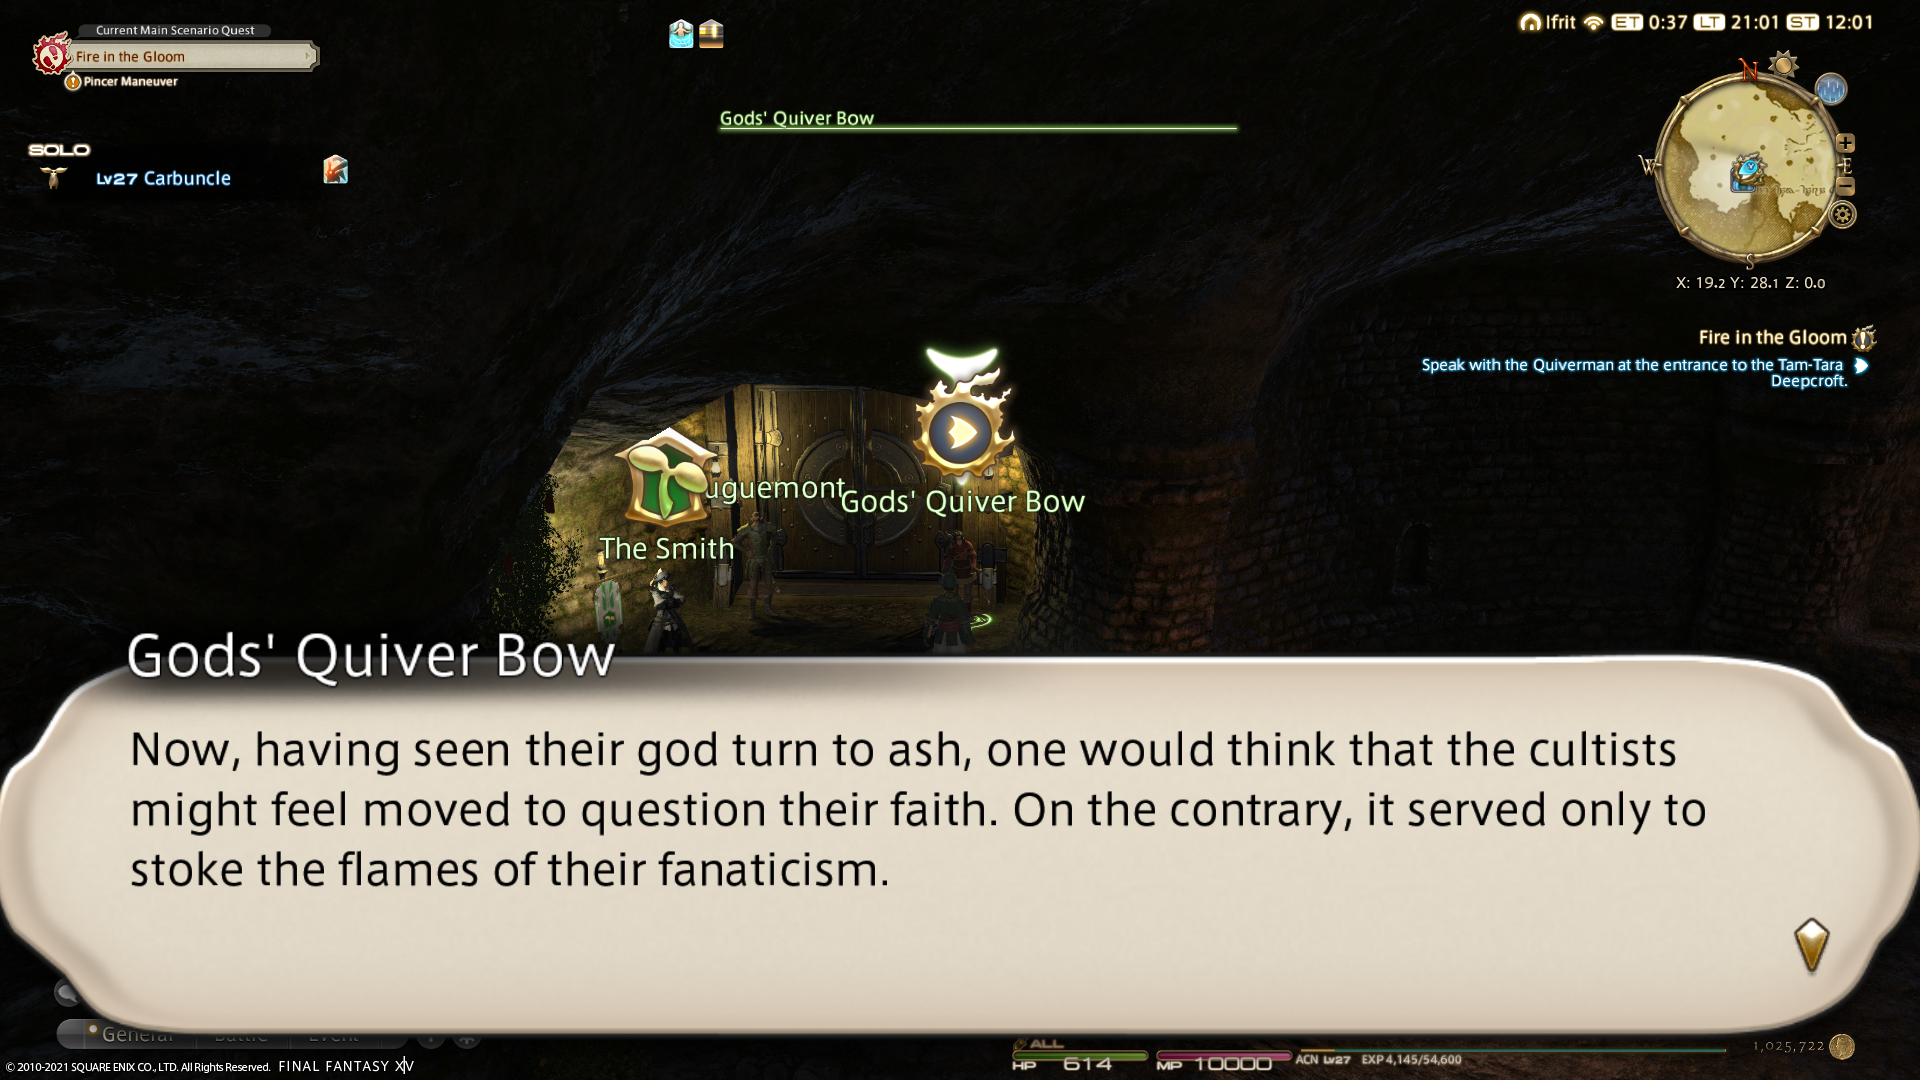 Current Main Scenario Quest
Fire in the Gloom
Pincer Maneuver
SOLO
Lv27 Carbuncle
Gods' Quiver Bow
Ifrit ET 0:37 LT 21:01 ST 12:01
N
W
E
S
X: 19.2 Y: 28.1 Z: 0.0
Fire in the Gloom
Speak with the Quiverman at the entrance to the Tam-Tara
Deepcroft.
uguemont
Gods' Quiver Bow
The Smith
Gods' Quiver Bow
Now, having seen their god turn to ash, one would think that the cultists
might feel moved to question their faith. On the contrary, it served only to
stoke the flames of their fanaticism.
General Battle Event
ALL
HP 614 MP 10000 ACN Lv27 EXP 4,145/54,600
1,025,722
© 2010-2021 SQUARE ENIX CO., LTD. All Rights Reserved. FINAL FANTASY XIV